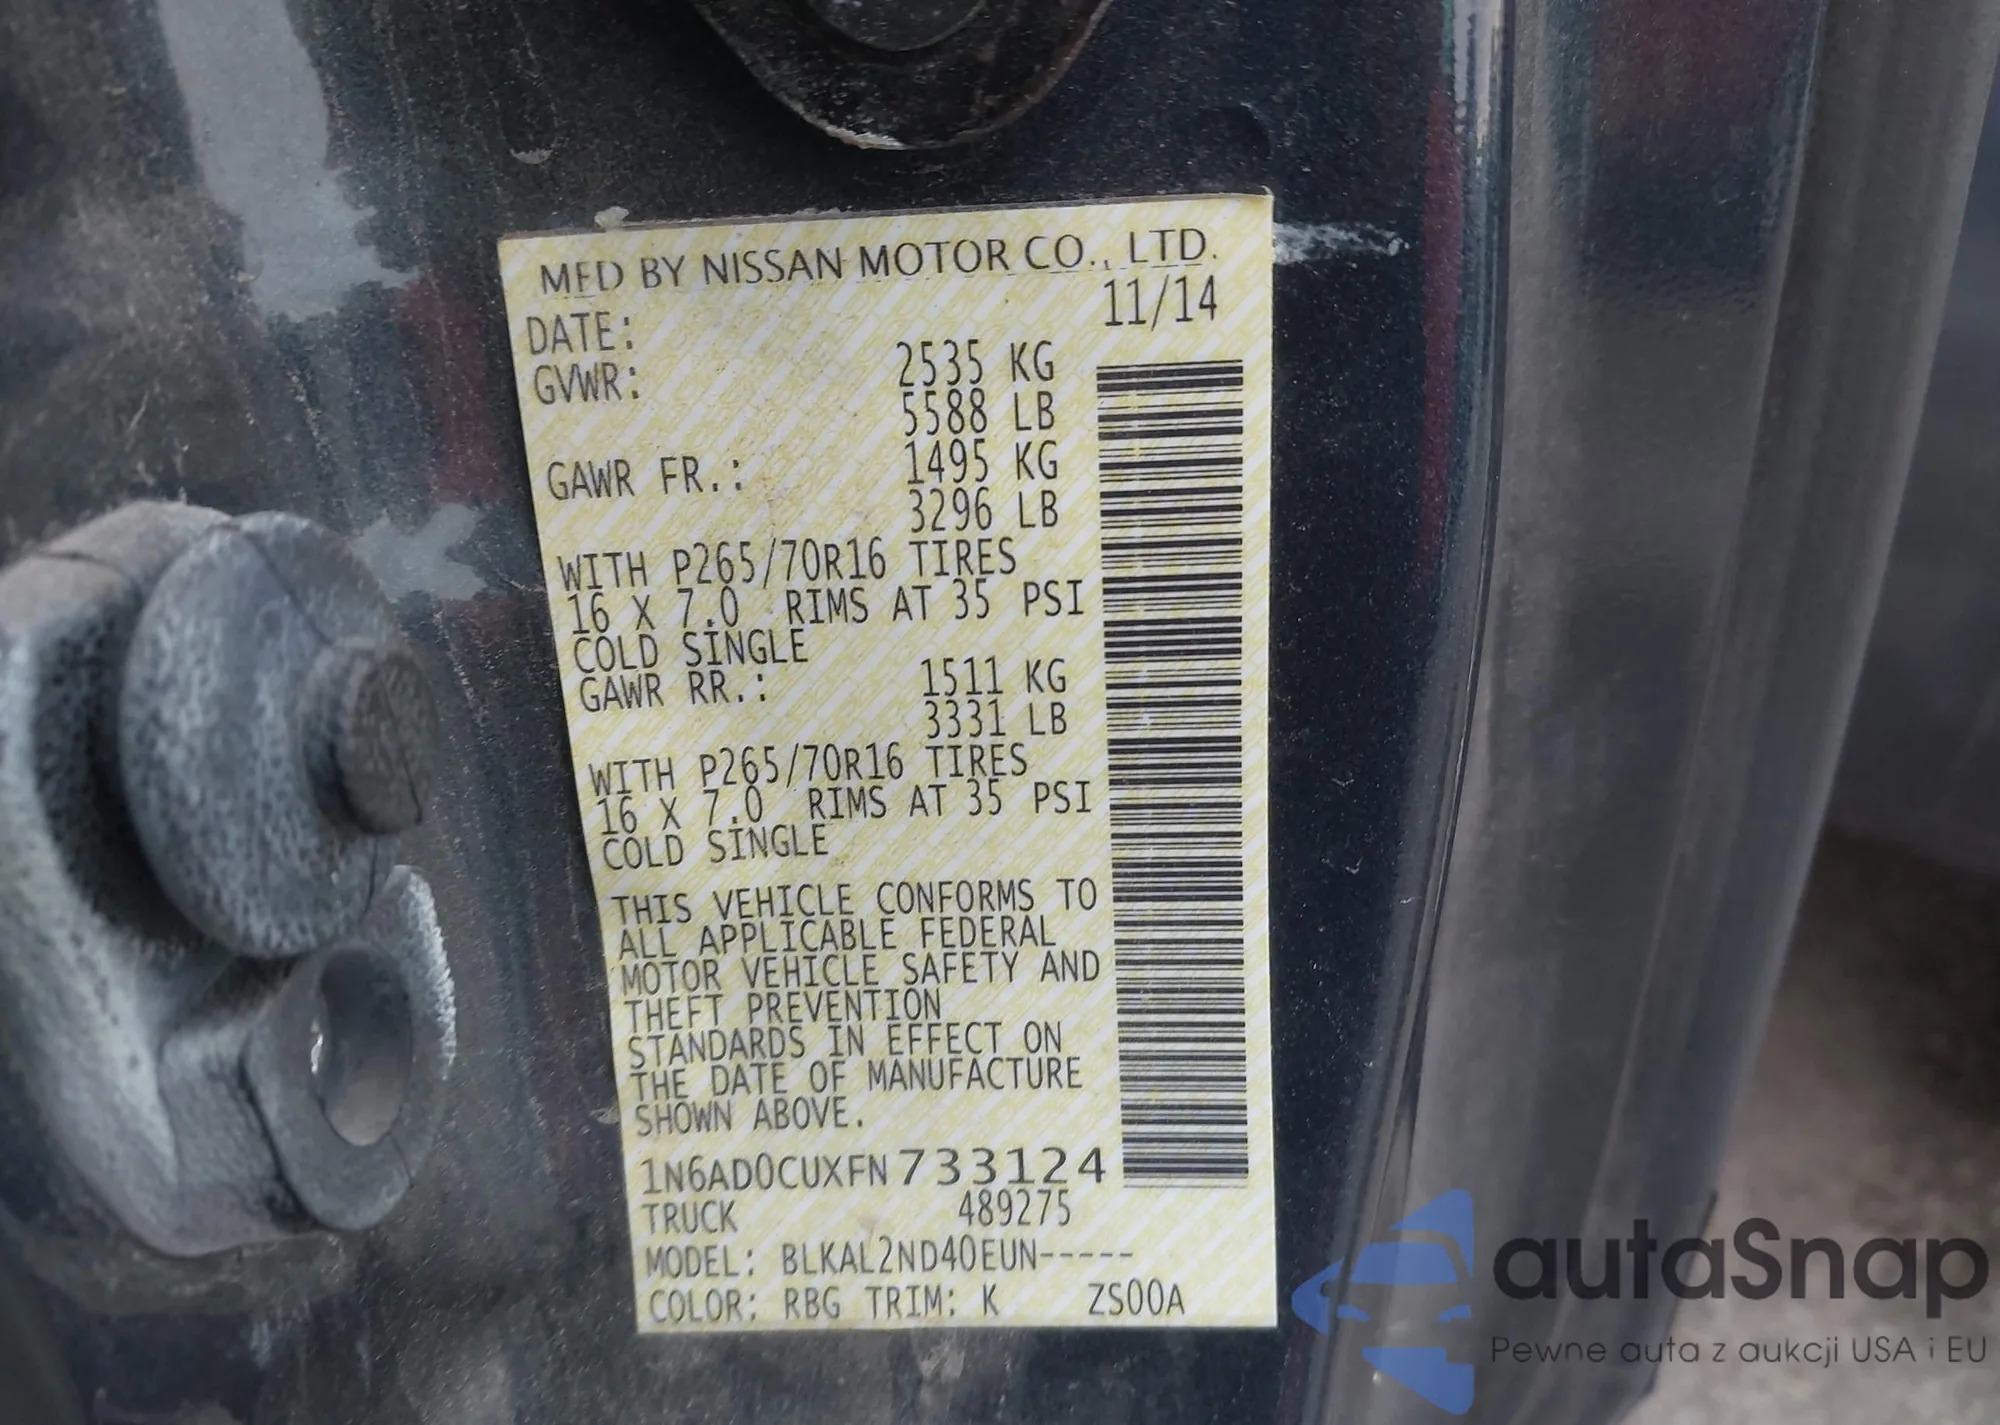 MFD BY NISSAN MOTOR CO., LTD.
DATE: 11/14
GVWR: 2535 KG
5588 LB
GAWR FR.: 1495 KG
3296 LB
WITH P265/70R16 TIRES
16 X 7.0 RIMS AT 35 PSI
COLD SINGLE
GAWR RR.: 1511 KG
3331 LB
WITH P265/70R16 TIRES
16 X 7.0 RIMS AT 35 PSI
COLD SINGLE
THIS VEHICLE CONFORMS TO
ALL APPLICABLE FEDERAL
MOTOR VEHICLE SAFETY AND
THEFT PREVENTION
STANDARDS IN EFFECT ON
THE DATE OF MANUFACTURE
SHOWN ABOVE.
1N6AD0CUXFN733124
TRUCK 489275
MODEL: BLKAL2ND40EUN-----
COLOR: RBG TRIM: K ZS00A
autaSnap
Pewne auta z aukcji USA i EU